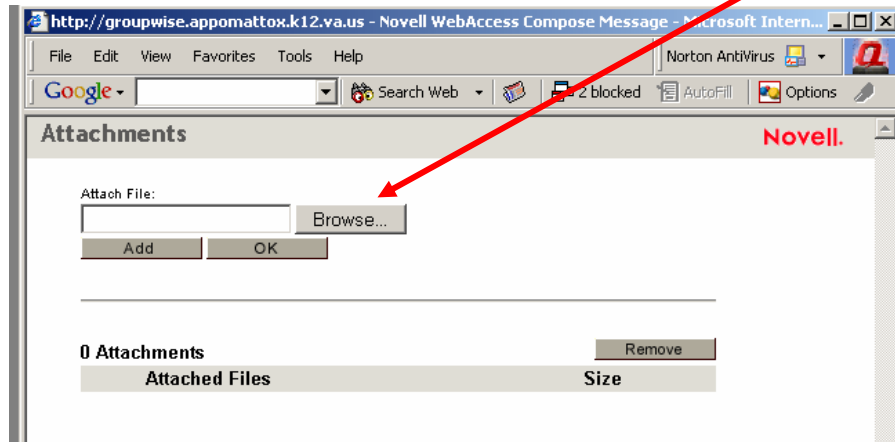 http://groupwise.appomattox.k12.va.us - Novell WebAccess Compose Message - Microsoft Intern...
File Edit View Favorites Tools Help Norton AntiVirus
Google Search Web 2 blocked AutoFill Options
Attachments Novell.
Attach File:
Browse...
Add OK
0 Attachments Remove
Attached Files Size